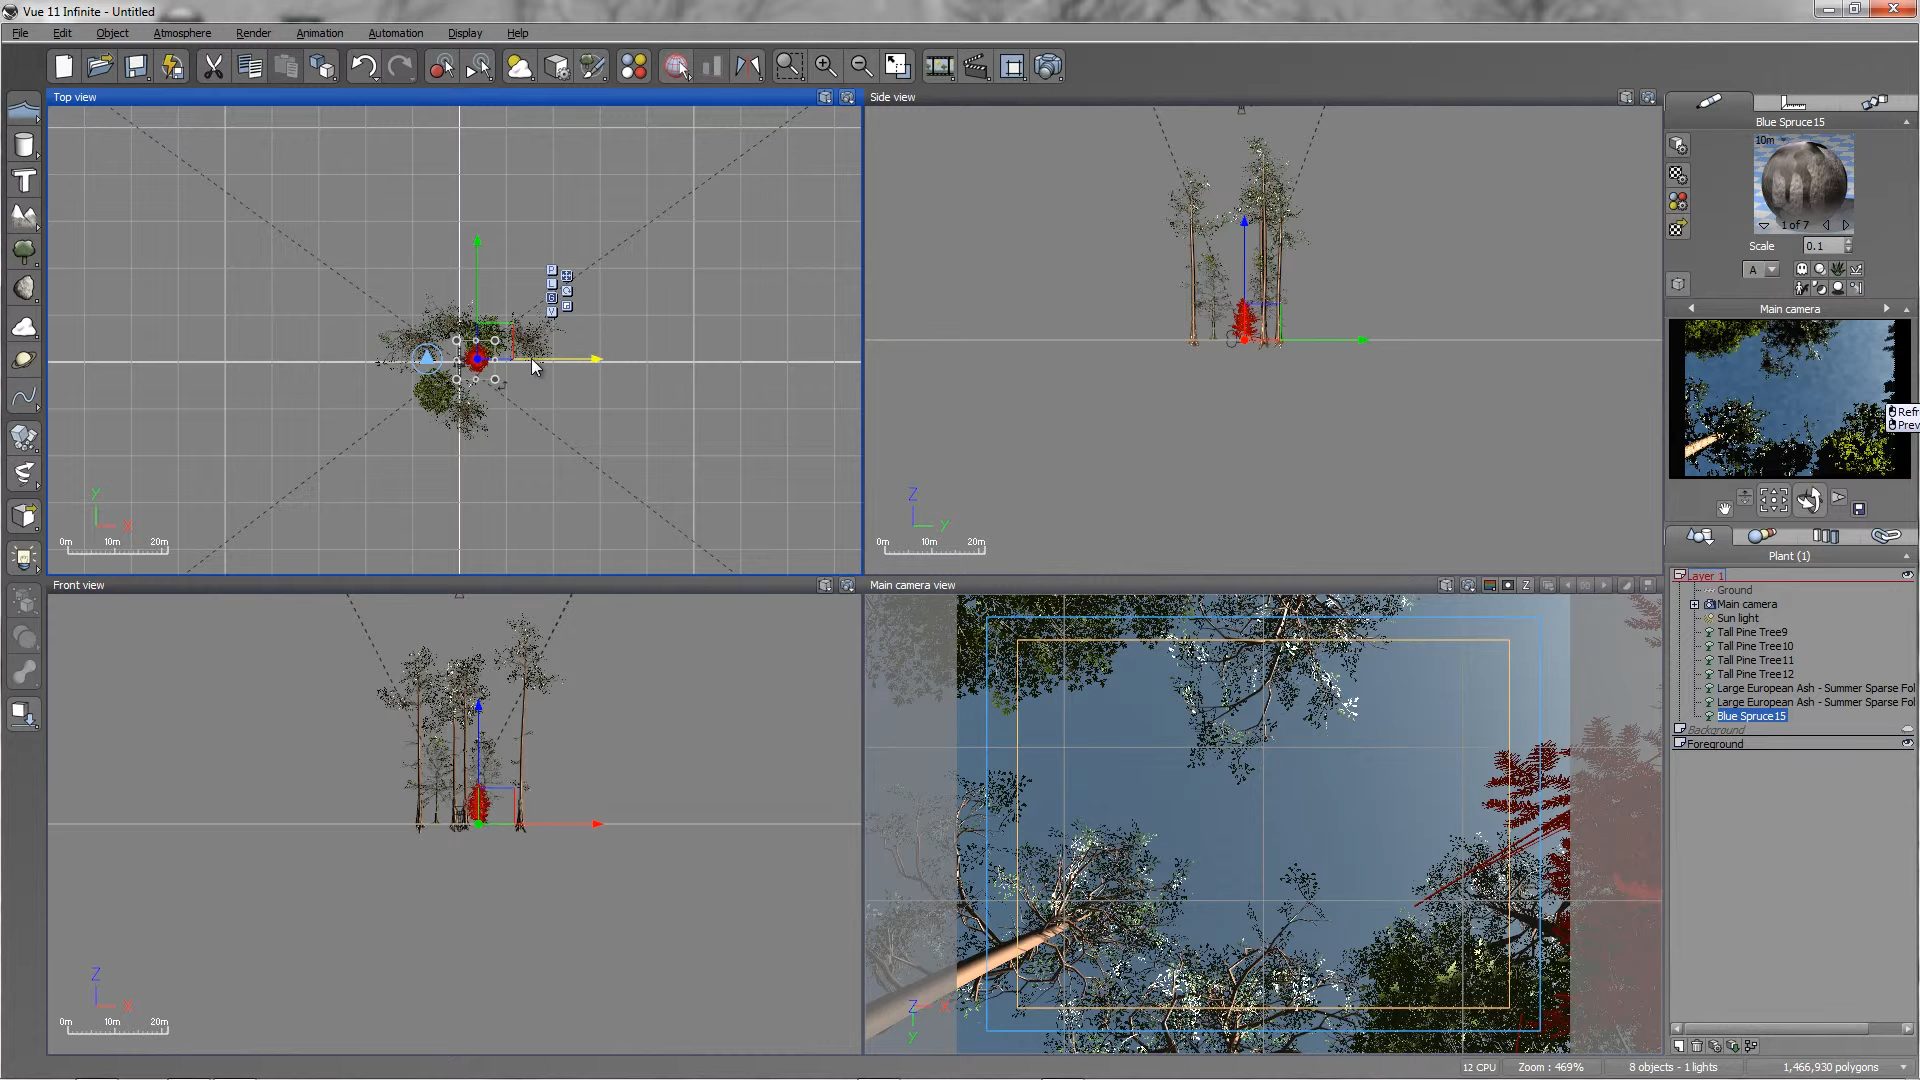 Vue 11 Infinite - Untitled
File Edit Object Atmosphere Render Animation Automation Display Help
Top view
Side view
P
L
G
V
y
x
0m 10m 20m
Z
y
0m 10m 20m
Front view
Z
x
0m 10m 20m
Main camera view
Z
Z
x
y
Blue Spruce15
10m
1 of 7
Scale 0.1
A
Main camera
Refr
Prev
Plant (1)
Layer 1
Ground
Main camera
Sun light
Tall Pine Tree9
Tall Pine Tree10
Tall Pine Tree11
Tall Pine Tree12
Large European Ash - Summer Sparse Fol
Large European Ash - Summer Sparse Fol
Blue Spruce15
Background
Foreground
12 CPU Zoom : 469% 8 objects - 1 lights 1,466,930 polygons